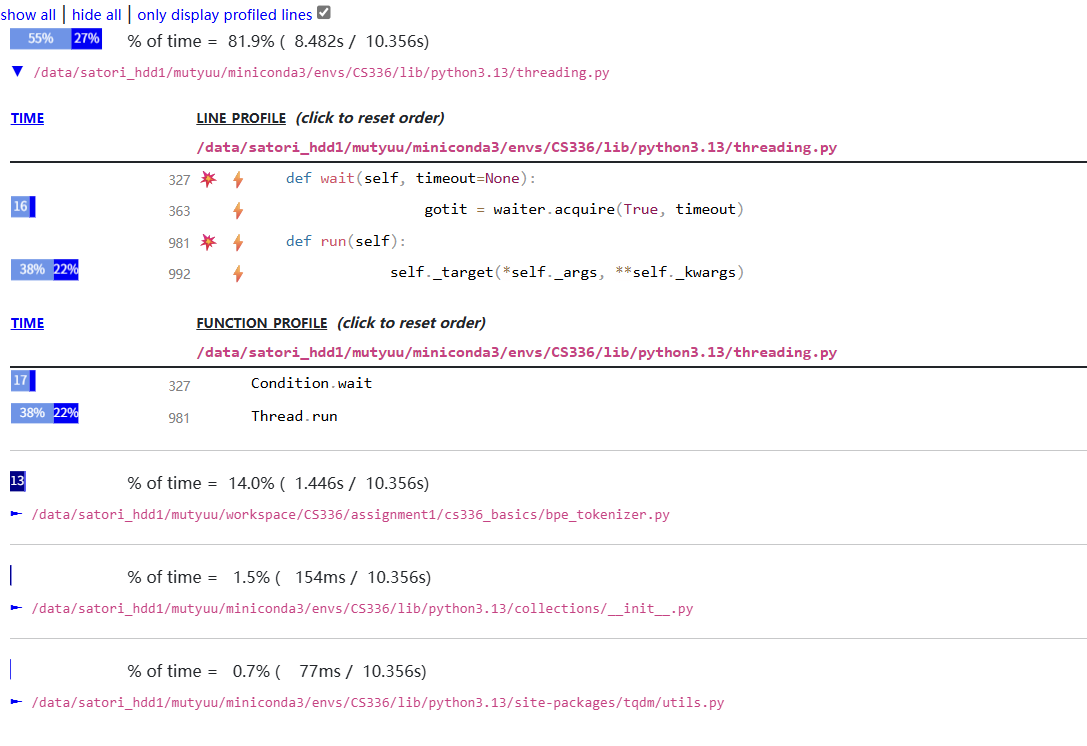 show all | hide all | only display profiled lines
55% 27% % of time = 81.9% ( 8.482s / 10.356s)
▼ /data/satori_hdd1/mutyuu/miniconda3/envs/CS336/lib/python3.13/threading.py
TIME LINE PROFILE (click to reset order)
/data/satori_hdd1/mutyuu/miniconda3/envs/CS336/lib/python3.13/threading.py
327 💥 ⚡ def wait(self, timeout=None):
16 363 ⚡ gotit = waiter.acquire(True, timeout)
981 💥 ⚡ def run(self):
38% 22% 992 ⚡ self._target(*self._args, **self._kwargs)
TIME FUNCTION PROFILE (click to reset order)
/data/satori_hdd1/mutyuu/miniconda3/envs/CS336/lib/python3.13/threading.py
17 327 Condition.wait
38% 22% 981 Thread.run
13 % of time = 14.0% ( 1.446s / 10.356s)
► /data/satori_hdd1/mutyuu/workspace/CS336/assignment1/cs336_basics/bpe_tokenizer.py
% of time = 1.5% ( 154ms / 10.356s)
► /data/satori_hdd1/mutyuu/miniconda3/envs/CS336/lib/python3.13/collections/__init__.py
% of time = 0.7% ( 77ms / 10.356s)
► /data/satori_hdd1/mutyuu/miniconda3/envs/CS336/lib/python3.13/site-packages/tqdm/utils.py